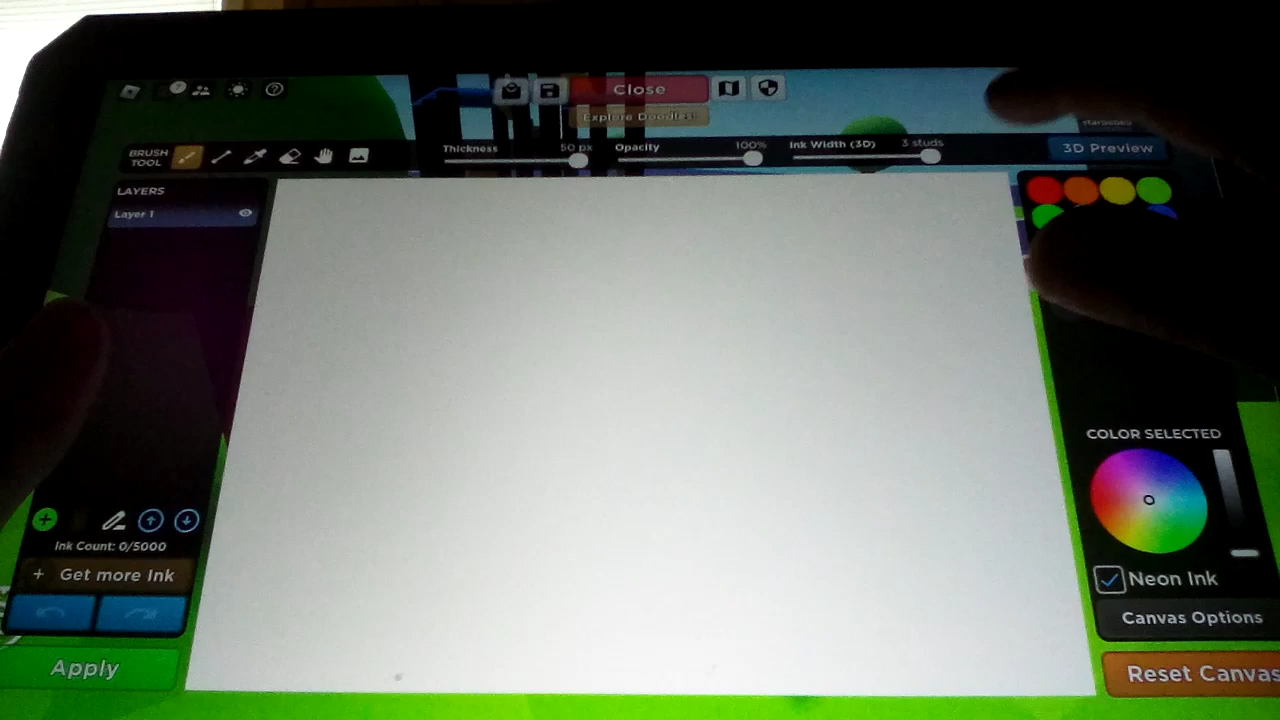 Close
Explore Doodles!
BRUSH
TOOL
Thickness 50 px
Opacity 100%
Ink Width (3D) 3 studs
3D Preview
LAYERS
Layer 1
COLOR SELECTED
Ink Count: 0/5000
+ Get more Ink
Neon Ink
Canvas Options
Apply
Reset Canvas